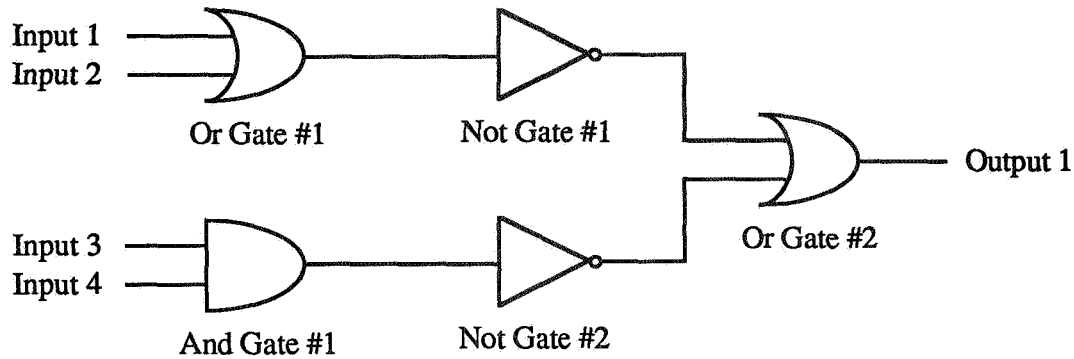 Input 1
Input 2
Or Gate #1
Not Gate #1
Output 1
Or Gate #2
Input 3
Input 4
And Gate #1
Not Gate #2